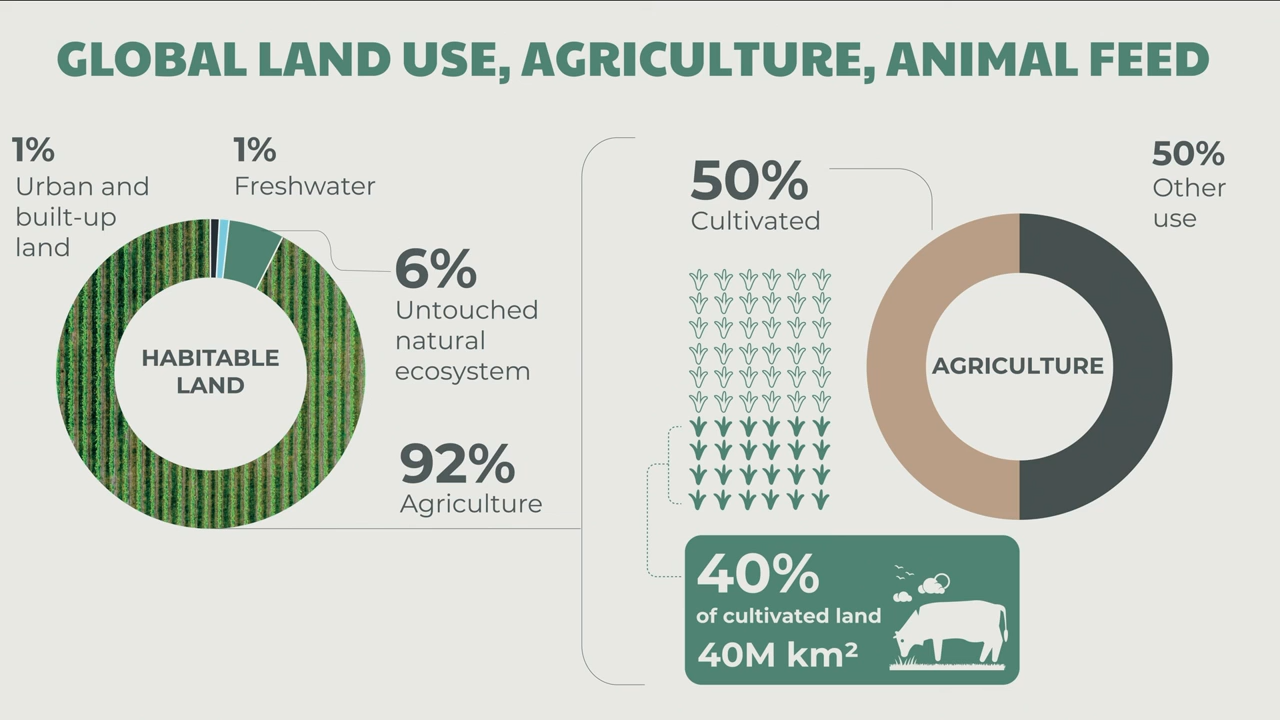 GLOBAL LAND USE, AGRICULTURE, ANIMAL FEED
1%
Urban and
built-up
land
1%
Freshwater
6%
Untouched
natural
ecosystem
HABITABLE
LAND
92%
Agriculture
50%
Cultivated
50%
Other
use
AGRICULTURE
40%
of cultivated land
40M km²